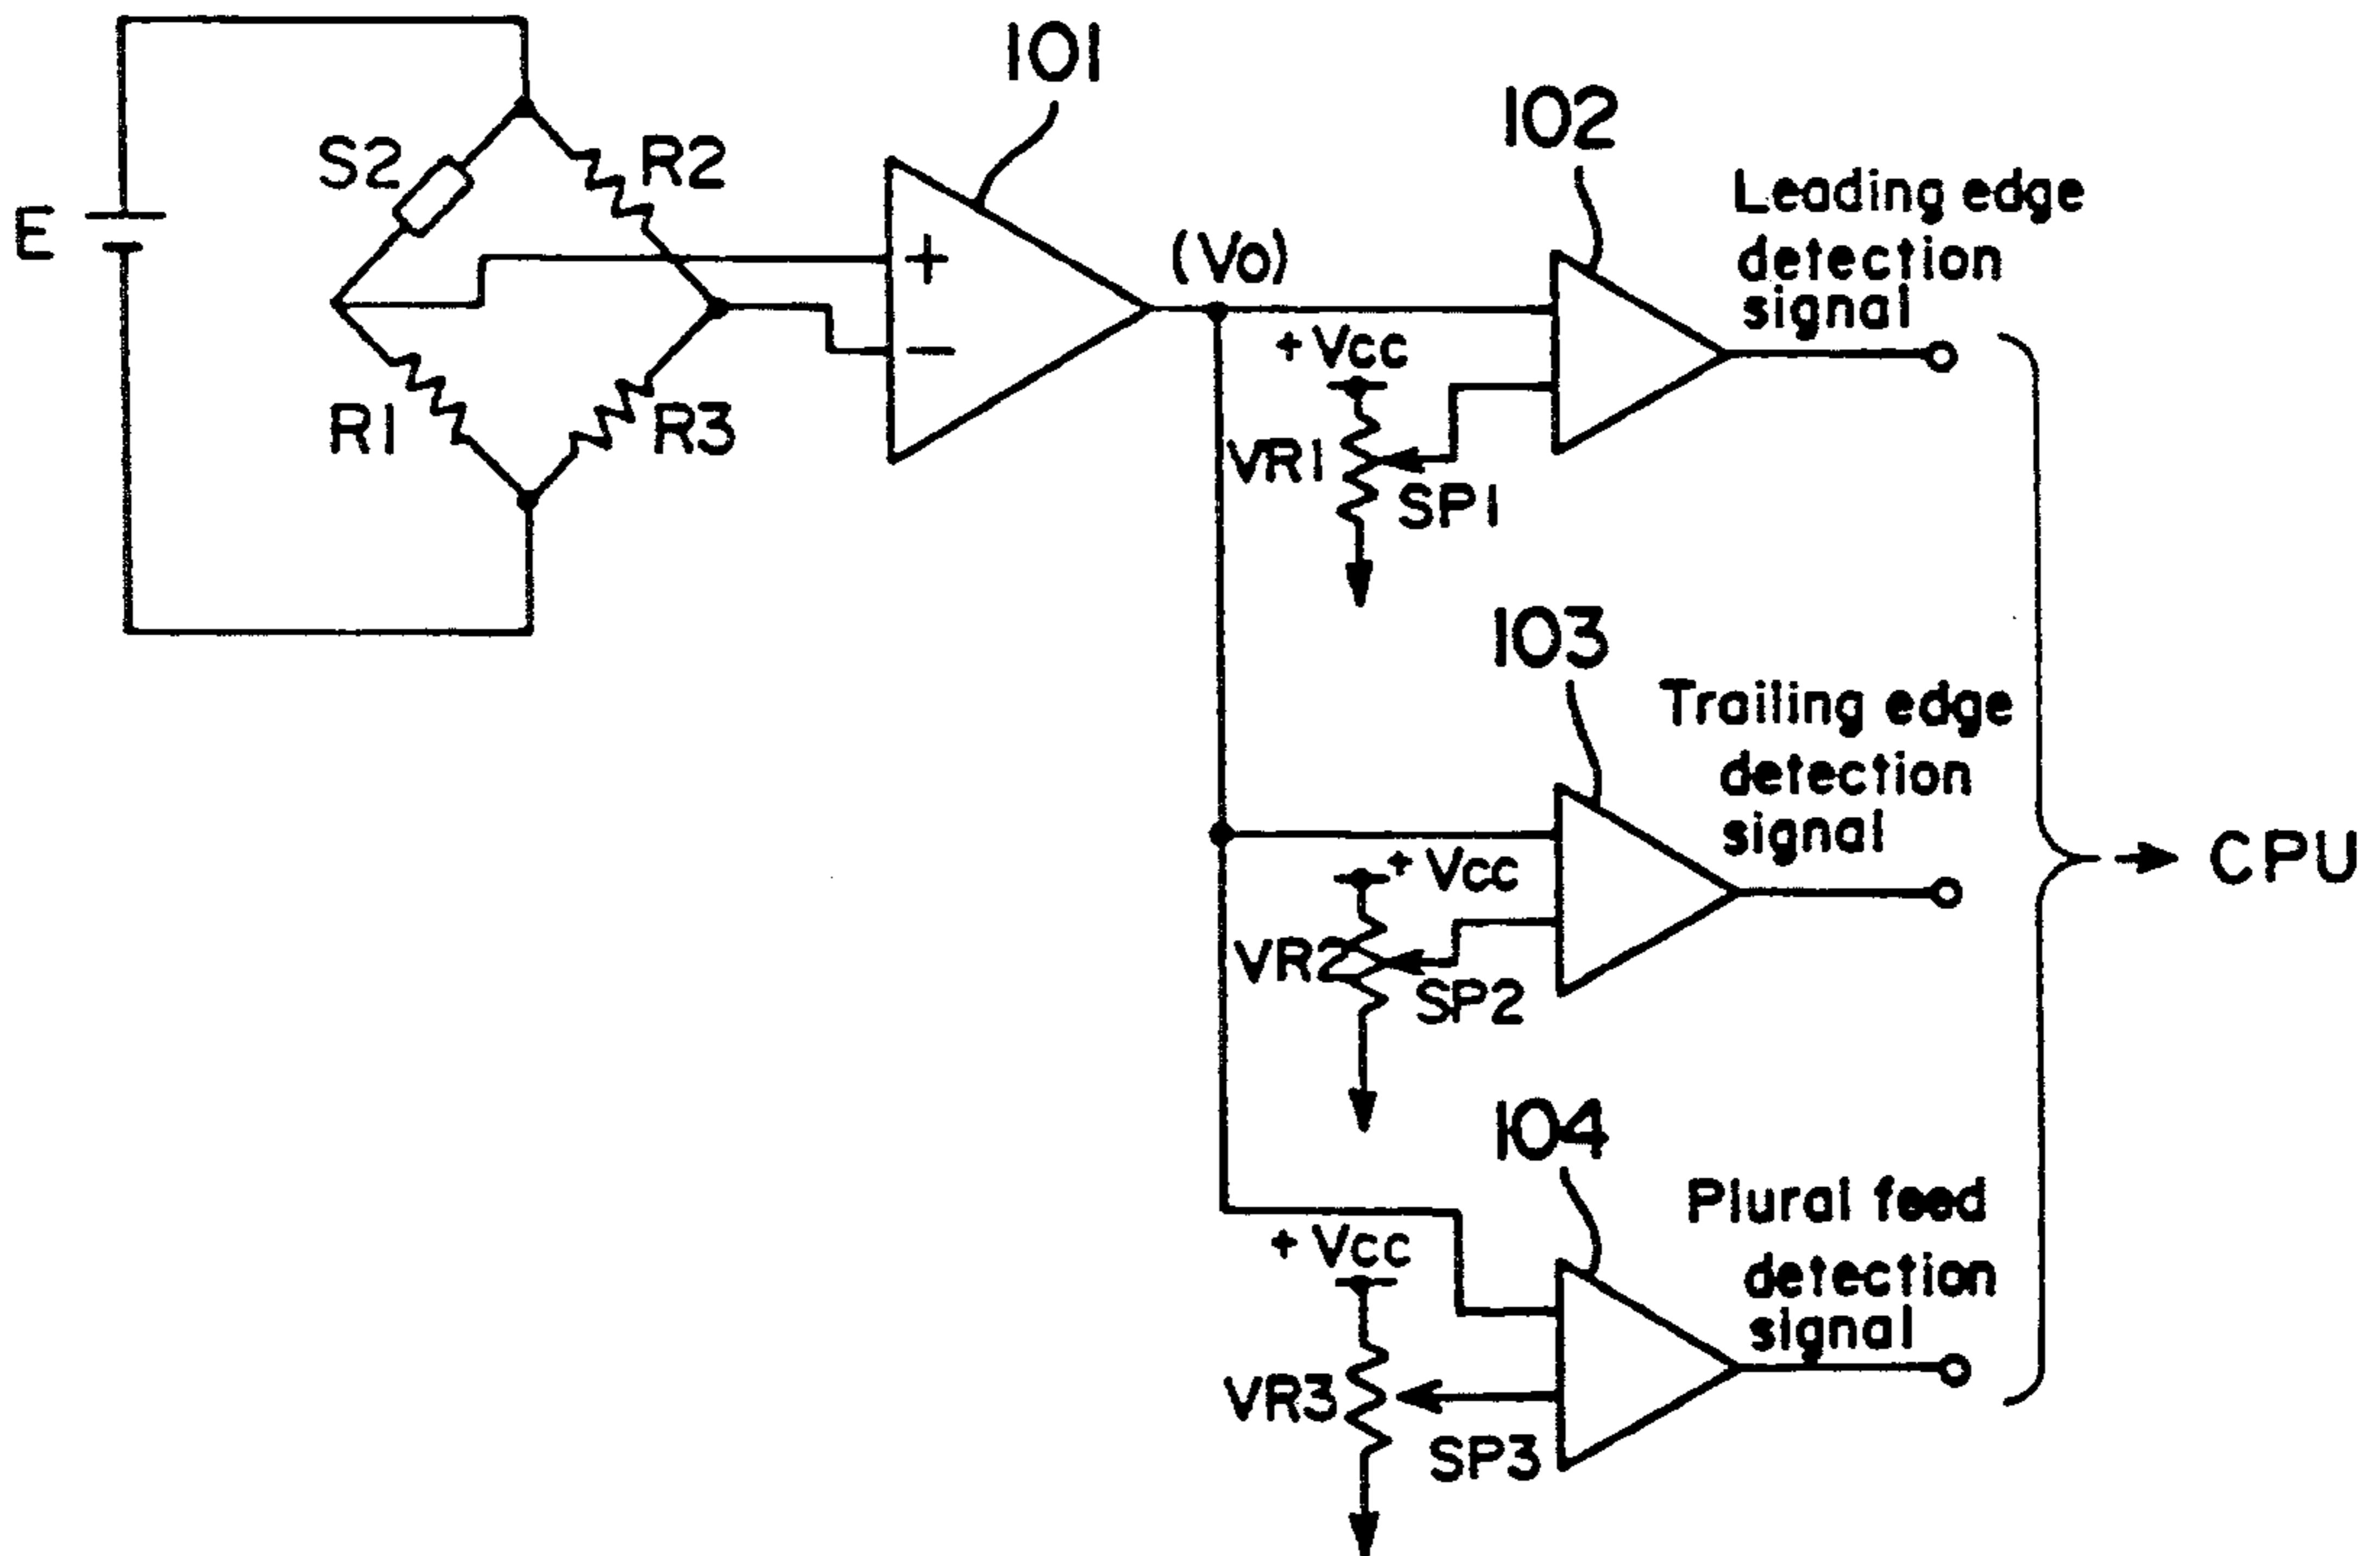 101
102
S2
R2
E
+
−
(Vo)
Leading edge
detection
signal
+ Vcc
R1
R3
VR1
SP1
103
Trailing edge
detection
signal
+ Vcc
VR2
SP2
CPU
104
Plural feed
detection
signal
+ Vcc
VR3
SP3